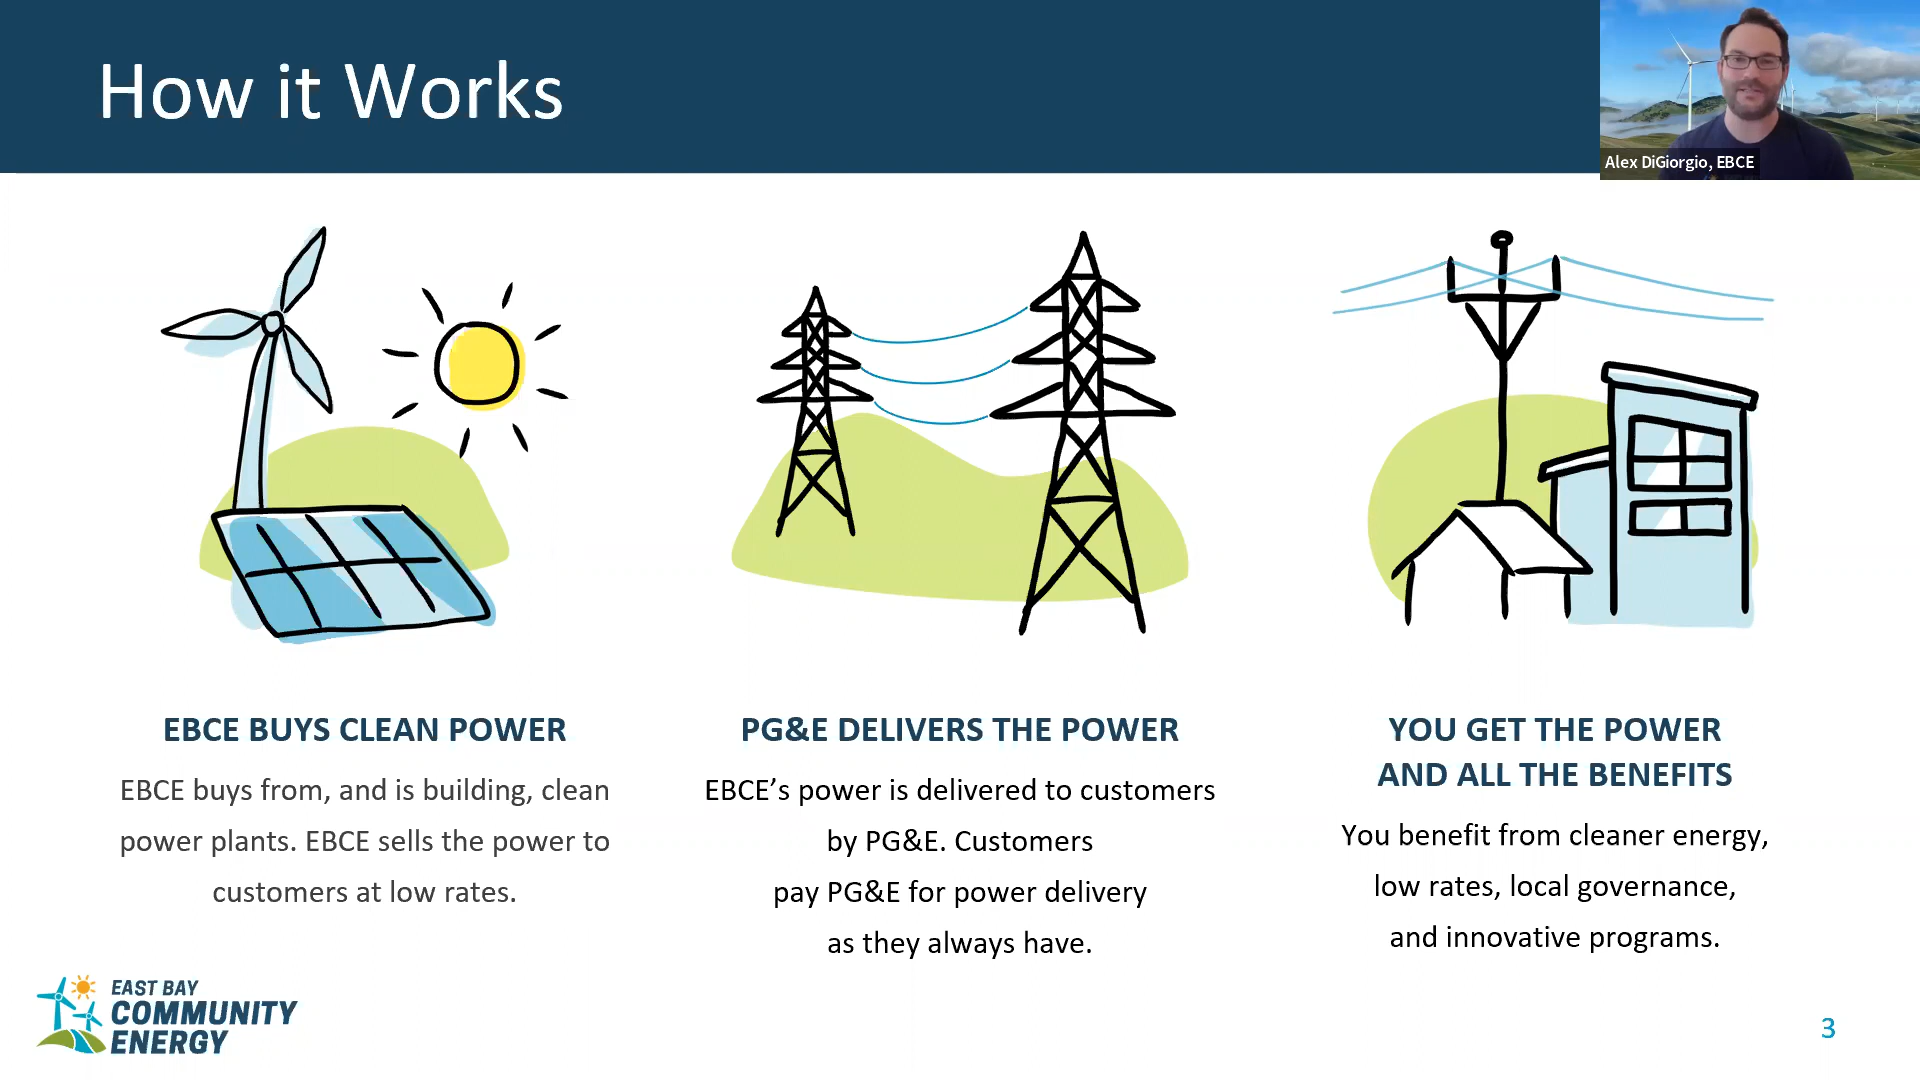 How it Works
Alex DiGiorgio, EBCE
EBCE BUYS CLEAN POWER
EBCE buys from, and is building, clean
power plants. EBCE sells the power to
customers at low rates.
PG&E DELIVERS THE POWER
EBCE’s power is delivered to customers
by PG&E. Customers
pay PG&E for power delivery
as they always have.
YOU GET THE POWER
AND ALL THE BENEFITS
You benefit from cleaner energy,
low rates, local governance,
and innovative programs.
EAST BAY
COMMUNITY
ENERGY
3